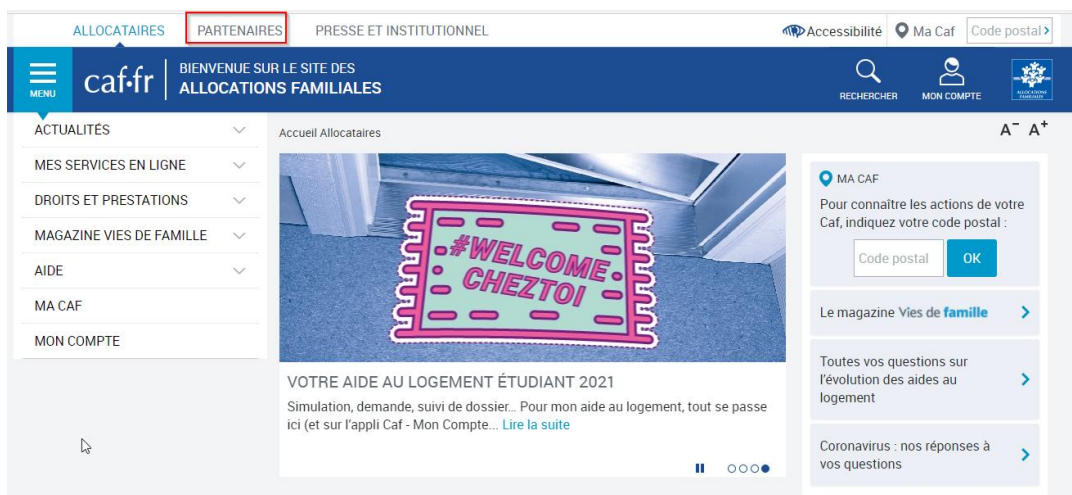 ALLOCATAIRES PARTENAIRES PRESSE ET INSTITUTIONNEL Accessibilité Ma Caf Code postal
MENU
caf.fr
BIENVENUE SUR LE SITE DES
ALLOCATIONS FAMILIALES
RECHERCHER MON COMPTE
ALLOCATIONS
FAMILIALES
ACTUALITÉS
MES SERVICES EN LIGNE
DROITS ET PRESTATIONS
MAGAZINE VIES DE FAMILLE
AIDE
MA CAF
MON COMPTE
Accueil Allocataires
A- A+
#WELCOME
CHEZTOI
VOTRE AIDE AU LOGEMENT ÉTUDIANT 2021
Simulation, demande, suivi de dossier... Pour mon aide au logement, tout se passe
ici (et sur l'appli Caf - Mon Compte... Lire la suite
MA CAF
Pour connaître les actions de votre
Caf, indiquez votre code postal :
Code postal OK
Le magazine Vies de famille
Toutes vos questions sur
l'évolution des aides au
logement
Coronavirus : nos réponses à
vos questions